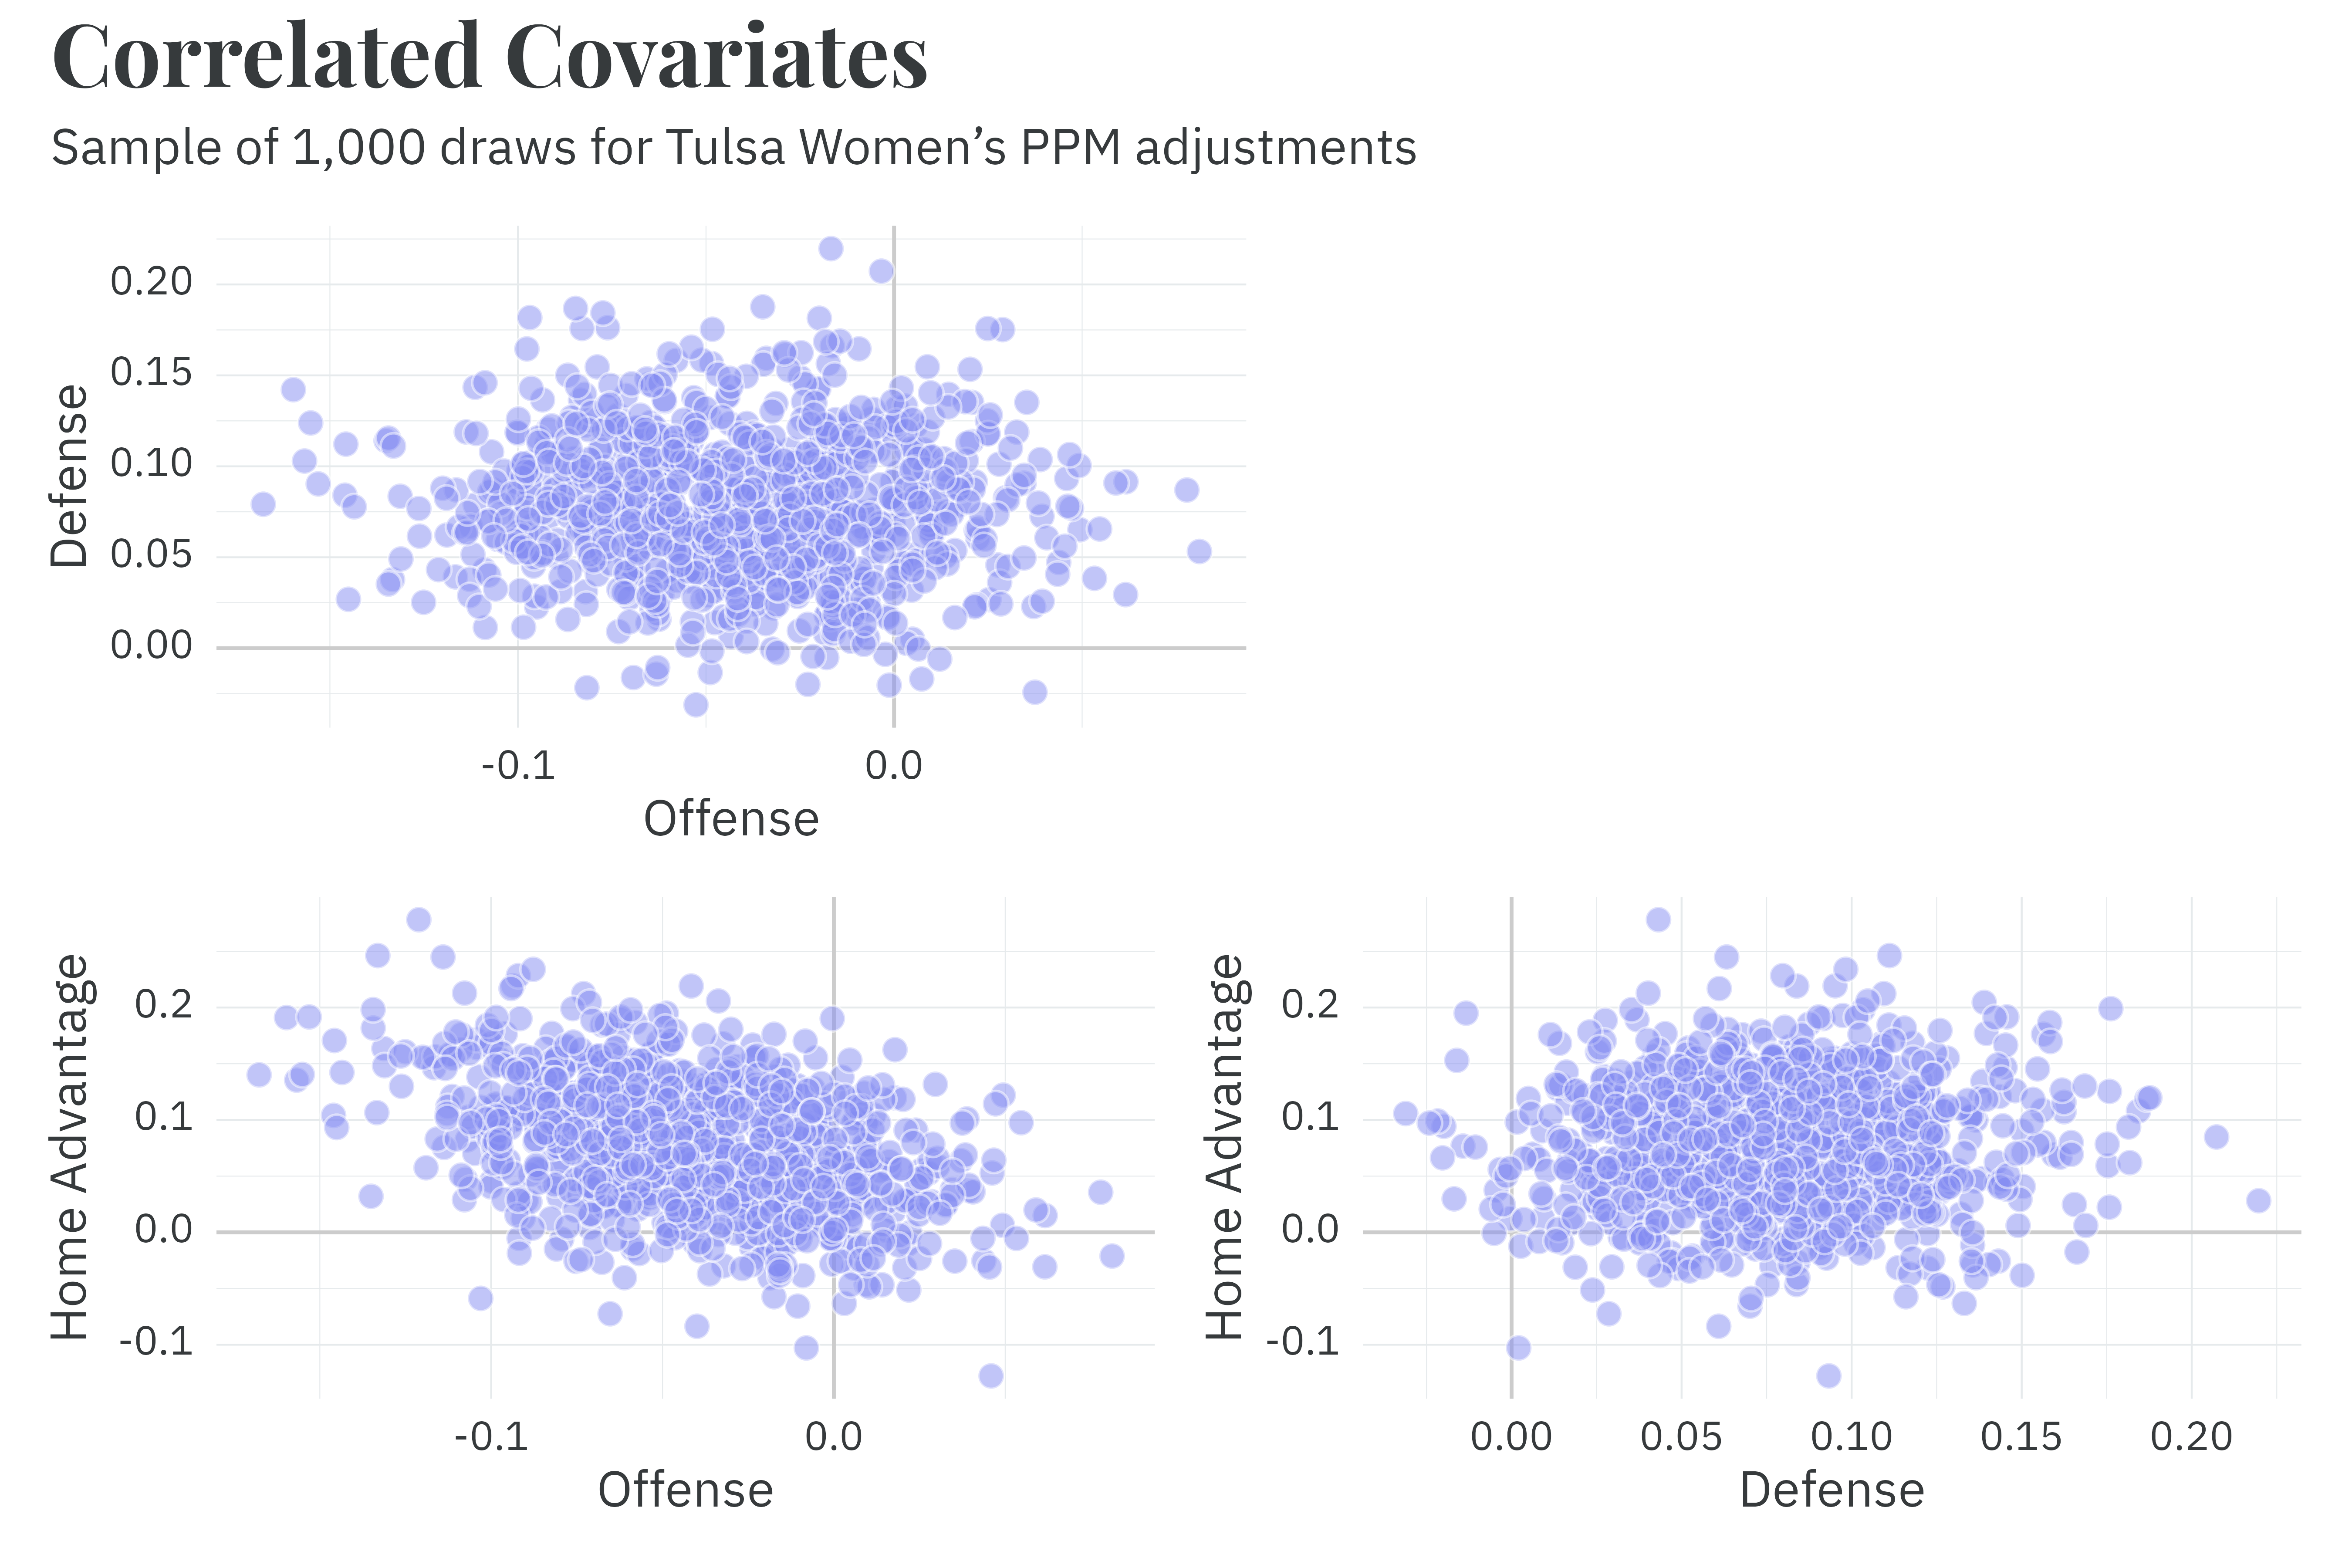 Correlated Covariates
Sample of 1,000 draws for Tulsa Women’s PPM adjustments
Defense
0.20
0.15
0.10
0.05
0.00
-0.1 0.0
Offense
Home Advantage
0.2
0.1
0.0
-0.1
-0.1 0.0
Offense
Home Advantage
0.2
0.1
0.0
-0.1
0.00 0.05 0.10 0.15 0.20
Defense